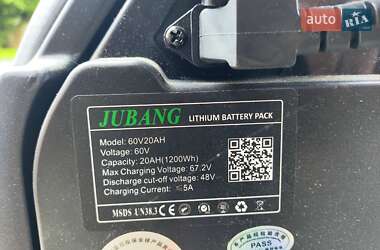 auto RIA
JUBANG LITHIUM BATTERY PACK
Model: 60V20AH
Voltage: 60V
Capacity: 20AH(1200Wh)
Max Charging Voltage: 67.2V
Discharge cut-off voltage: 48V
Charging Current: ≤5A
MSDS UN38.3
PASS